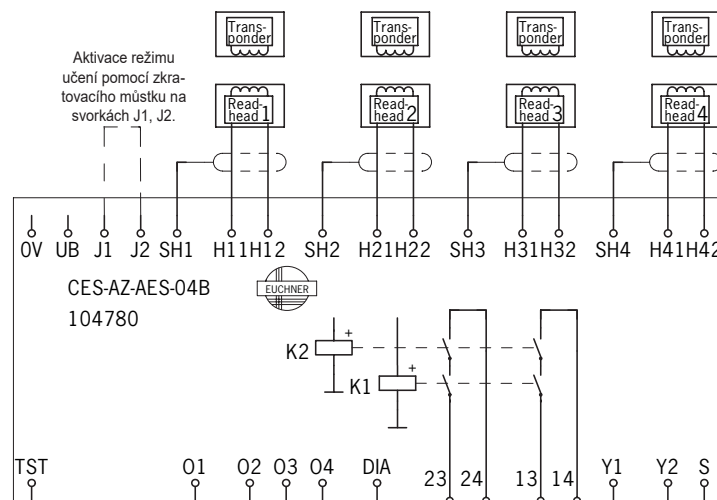 Trans-
ponder
Trans-
ponder
Trans-
ponder
Trans-
ponder
Aktivace režimu
učení pomocí zkra-
tovacího můstku na
svorkách J1, J2.
Read-
head 1
Read-
head 2
Read-
head 3
Read-
head 4
0V UB J1 J2 SH1 H11 H12 SH2 H21 H22 SH3 H31 H32 SH4 H41 H42
CES-AZ-AES-04B
EUCHNER
104780
K2 +
K1 +
TST O1 O2 O3 O4 DIA 23 24 13 14 Y1 Y2 S